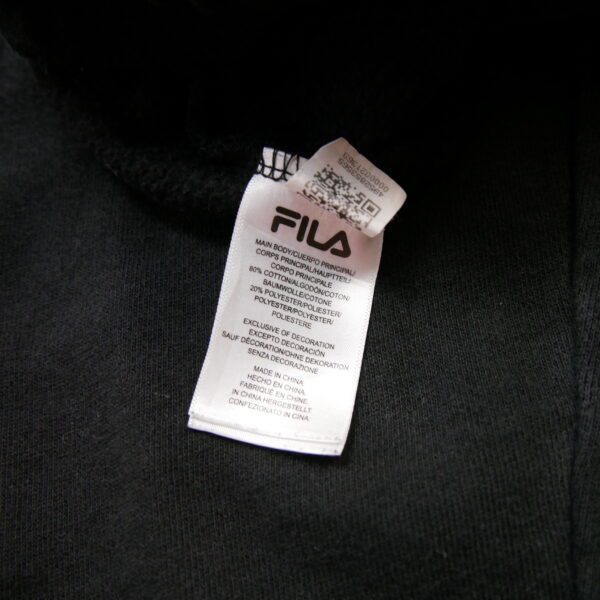 FILA
MAIN BODY/CUERPO PRINCIPAL/
CORPS PRINCIPAL/HAUPTTEIL/
CORPO PRINCIPALE
80% COTTON/ALGODÓN/COTON/
BAUMWOLLE/COTONE
20% POLYESTER/POLIESTER/
POLYESTER/POLYESTER/
POLIESTERE
EXCLUSIVE OF DECORATION
EXCEPTO DECORACIÓN
SAUF DÉCORATION/OHNE DEKORATION
SENZA DECORAZIONE
MADE IN CHINA
HECHO EN CHINA.
FABRIQUÉ EN CHINE.
IN CHINA HERGESTELLT
CONFEZIONATO IN CINA.